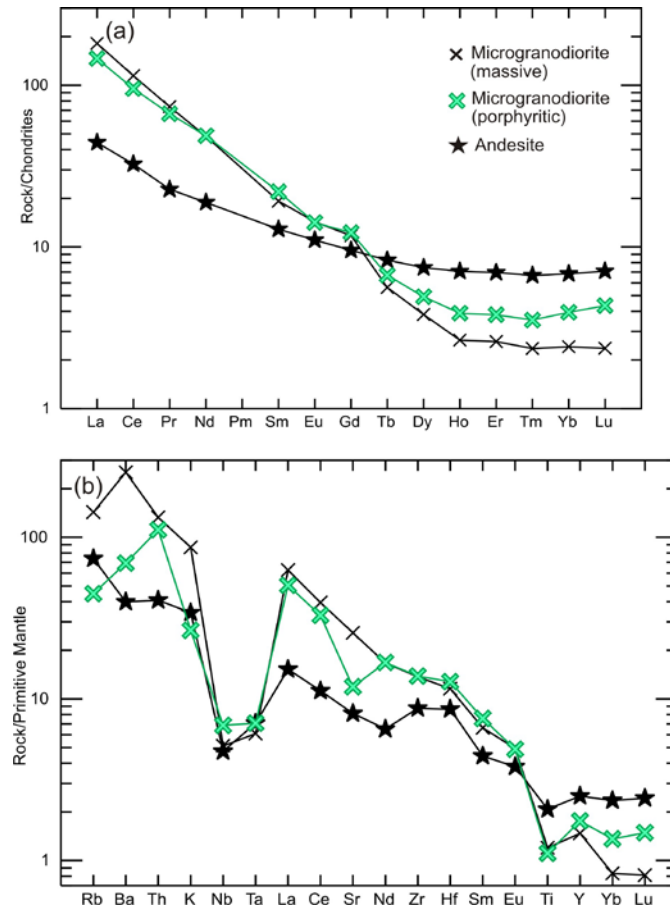 (a)
Microgranodiorite
(massive)
Microgranodiorite
(porphyritic)
Andesite
Rock/Chondrites
100
10
1
La Ce Pr Nd Pm Sm Eu Gd Tb Dy Ho Er Tm Yb Lu
(b)
Rock/Primitive Mantle
100
10
1
Rb Ba Th K Nb Ta La Ce Sr Nd Zr Hf Sm Eu Ti Y Yb Lu